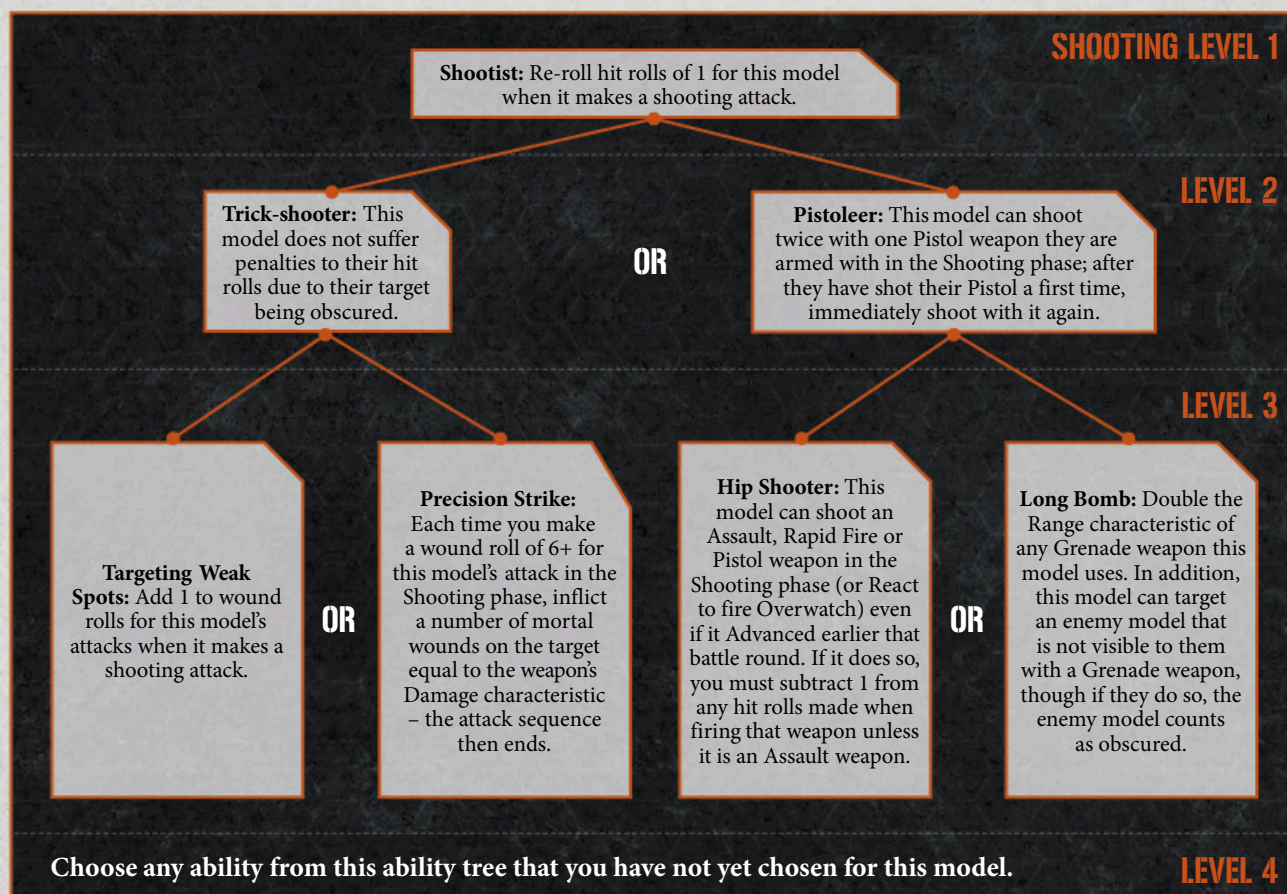 SHOOTING LEVEL 1
Shootist: Re-roll hit rolls of 1 for this model
when it makes a shooting attack.
LEVEL 2
Trick-shooter: This
model does not suffer
penalties to their hit
rolls due to their target
being obscured.
OR
Pistoleer: This model can shoot
twice with one Pistol weapon they are
armed with in the Shooting phase; after
they have shot their Pistol a first time,
immediately shoot with it again.
LEVEL 3
Targeting Weak
Spots: Add 1 to wound
rolls for this model’s
attacks when it makes a
shooting attack.
OR
Precision Strike:
Each time you make
a wound roll of 6+ for
this model’s attack in the
Shooting phase, inflict
a number of mortal
wounds on the target
equal to the weapon’s
Damage characteristic
– the attack sequence
then ends.
Hip Shooter: This
model can shoot an
Assault, Rapid Fire or
Pistol weapon in the
Shooting phase (or React
to fire Overwatch) even
if it Advanced earlier that
battle round. If it does so,
you must subtract 1 from
any hit rolls made when
firing that weapon unless
it is an Assault weapon.
OR
Long Bomb: Double the
Range characteristic of
any Grenade weapon this
model uses. In addition,
this model can target
an enemy model that
is not visible to them
with a Grenade weapon,
though if they do so, the
enemy model counts
as obscured.
Choose any ability from this ability tree that you have not yet chosen for this model.
LEVEL 4